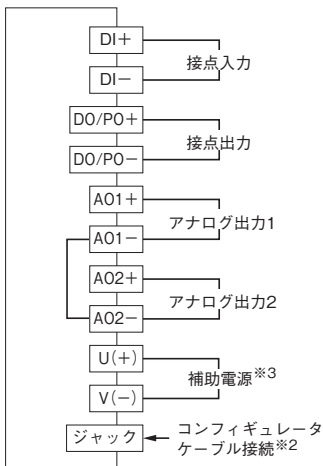 DI+
DI−
接点入力
DO/PO+
DO/PO−
接点出力
AO1+
AO1−
アナログ出力1
AO2+
AO2−
アナログ出力2
U(+)
V(−)
補助電源※3
ジャック
コンフィギュレータ
ケーブル接続※2